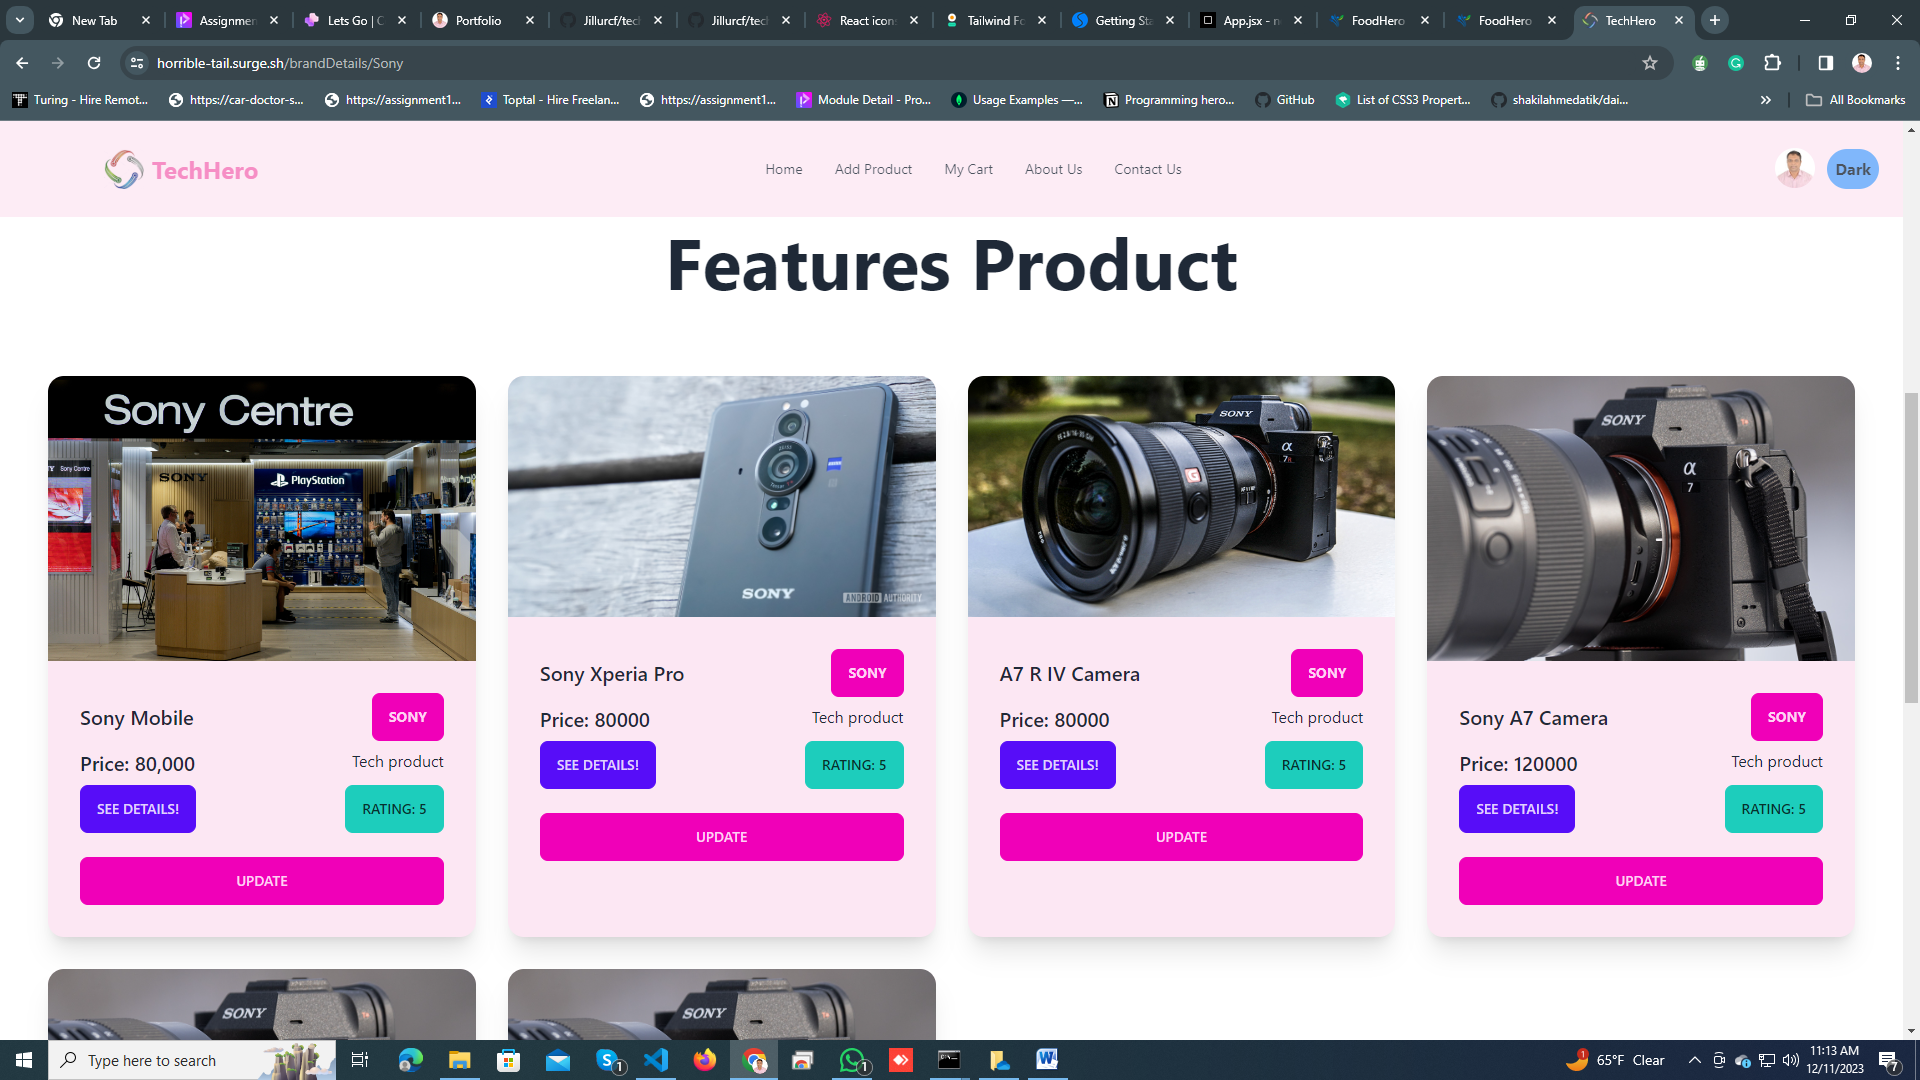 New Tab
Assignmen
Lets Go | C
Portfolio
Jillurcf/tec
Jillurcf/tec
React icon
Tailwind Fo
Getting Sta
App.jsx - n
FoodHero
FoodHero
TechHero
horrible-tail.surge.sh/brandDetails/Sony
Turing - Hire Remot...
https://car-doctor-s...
https://assignment1...
Toptal - Hire Freelan...
https://assignment1...
Module Detail - Pro...
Usage Examples —...
Programming hero...
GitHub
List of CSS3 Propert...
shakilahmedatik/dai...
All Bookmarks
TechHero
Home
Add Product
My Cart
About Us
Contact Us
Dark
Features Product
Sony Centre
Sony Centre
SONY
PlayStation
Sony Mobile
SONY
Price: 80,000
Tech product
SEE DETAILS!
RATING: 5
UPDATE
SONY
ANDROID AUTHORITY
Sony Xperia Pro
SONY
Price: 80000
Tech product
SEE DETAILS!
RATING: 5
UPDATE
SONY
α
7R
G
A7 R IV Camera
SONY
Price: 80000
Tech product
SEE DETAILS!
RATING: 5
UPDATE
SONY
α
7
Sony A7 Camera
SONY
Price: 120000
Tech product
SEE DETAILS!
RATING: 5
UPDATE
SONY
SONY
Type here to search
1
1
65°F Clear
11:13 AM
12/11/2023
7